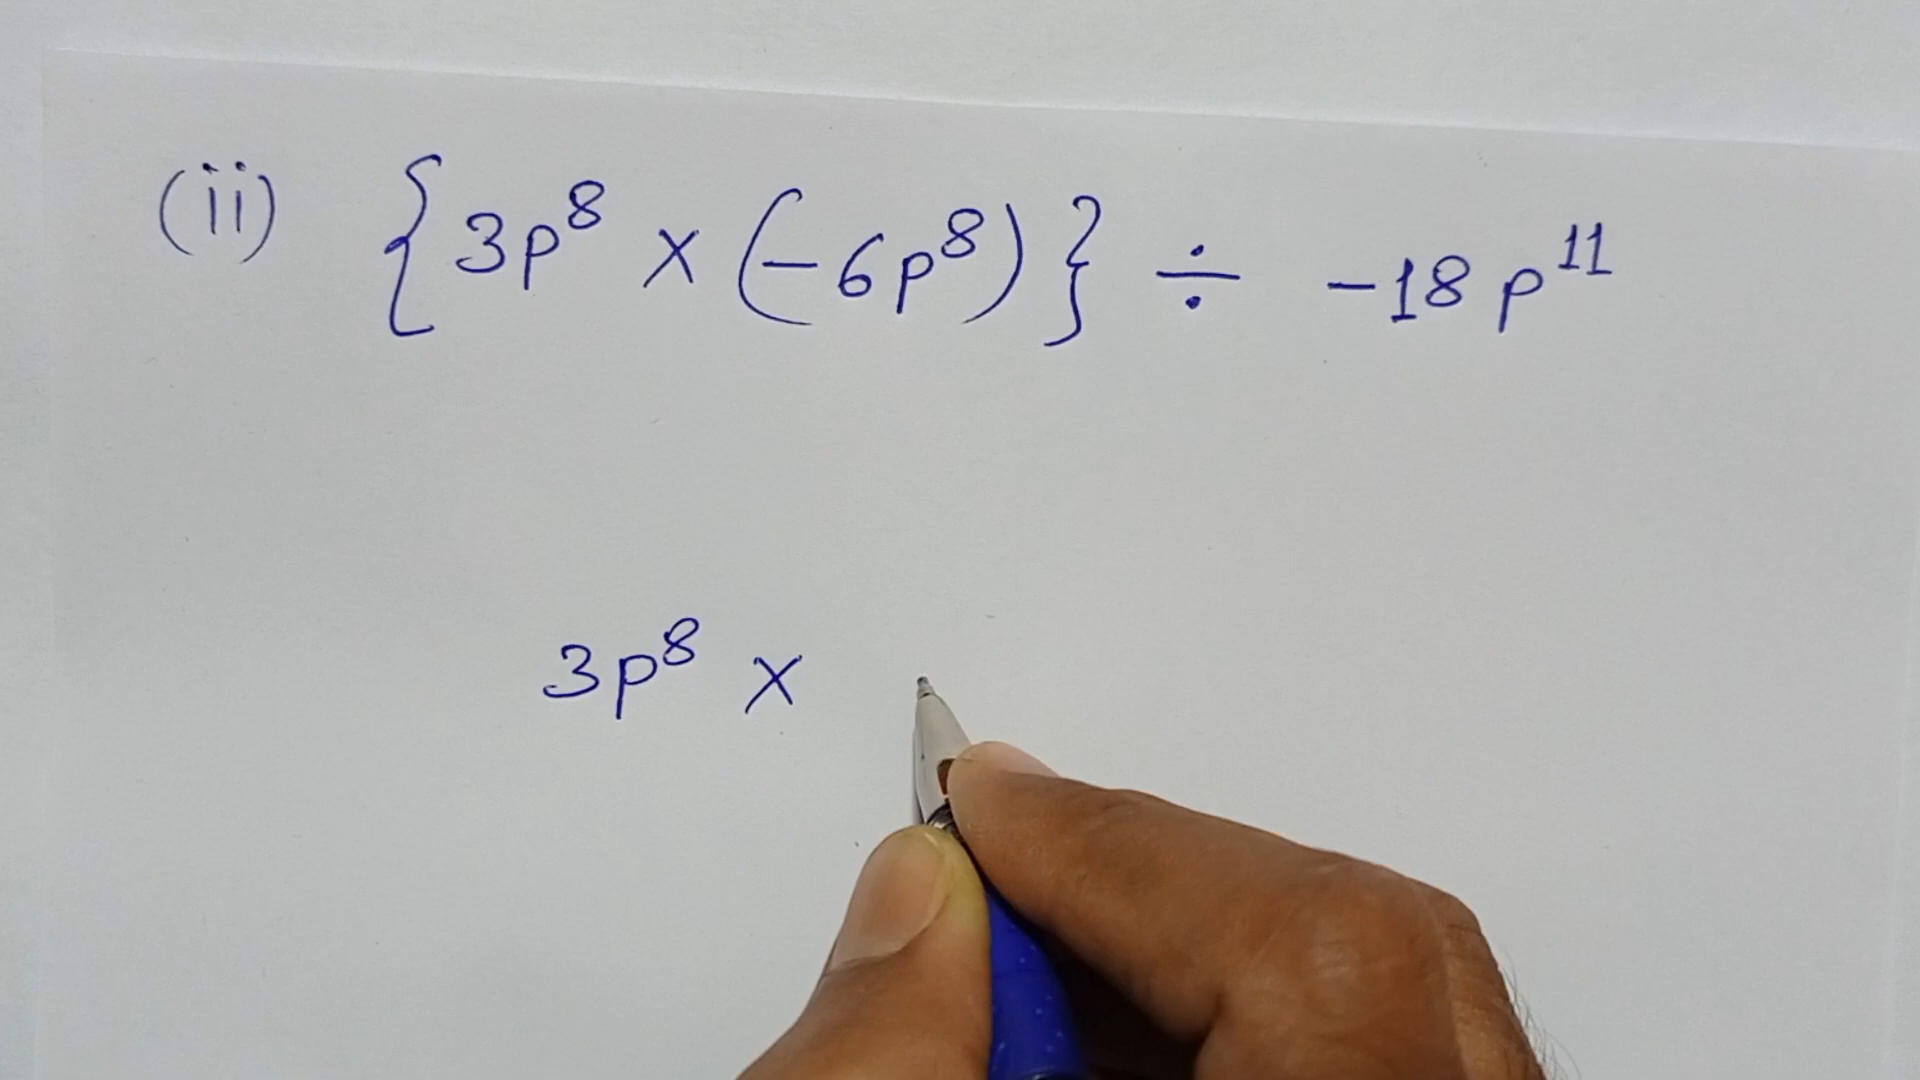 (ii) {3p⁸ × (−6p⁸)} ÷ −18p¹¹
3p⁸ ×